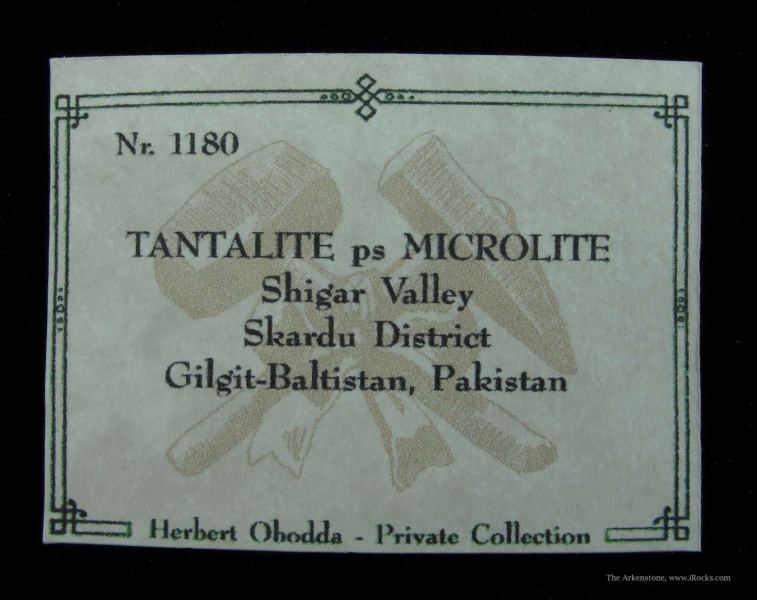 Nr. 1180
TANTALITE ps MICROLITE
Shigar Valley
Skardu District
Gilgit-Baltistan, Pakistan
Herbert Obodda - Private Collection
The Arkenstone, www.iRocks.com